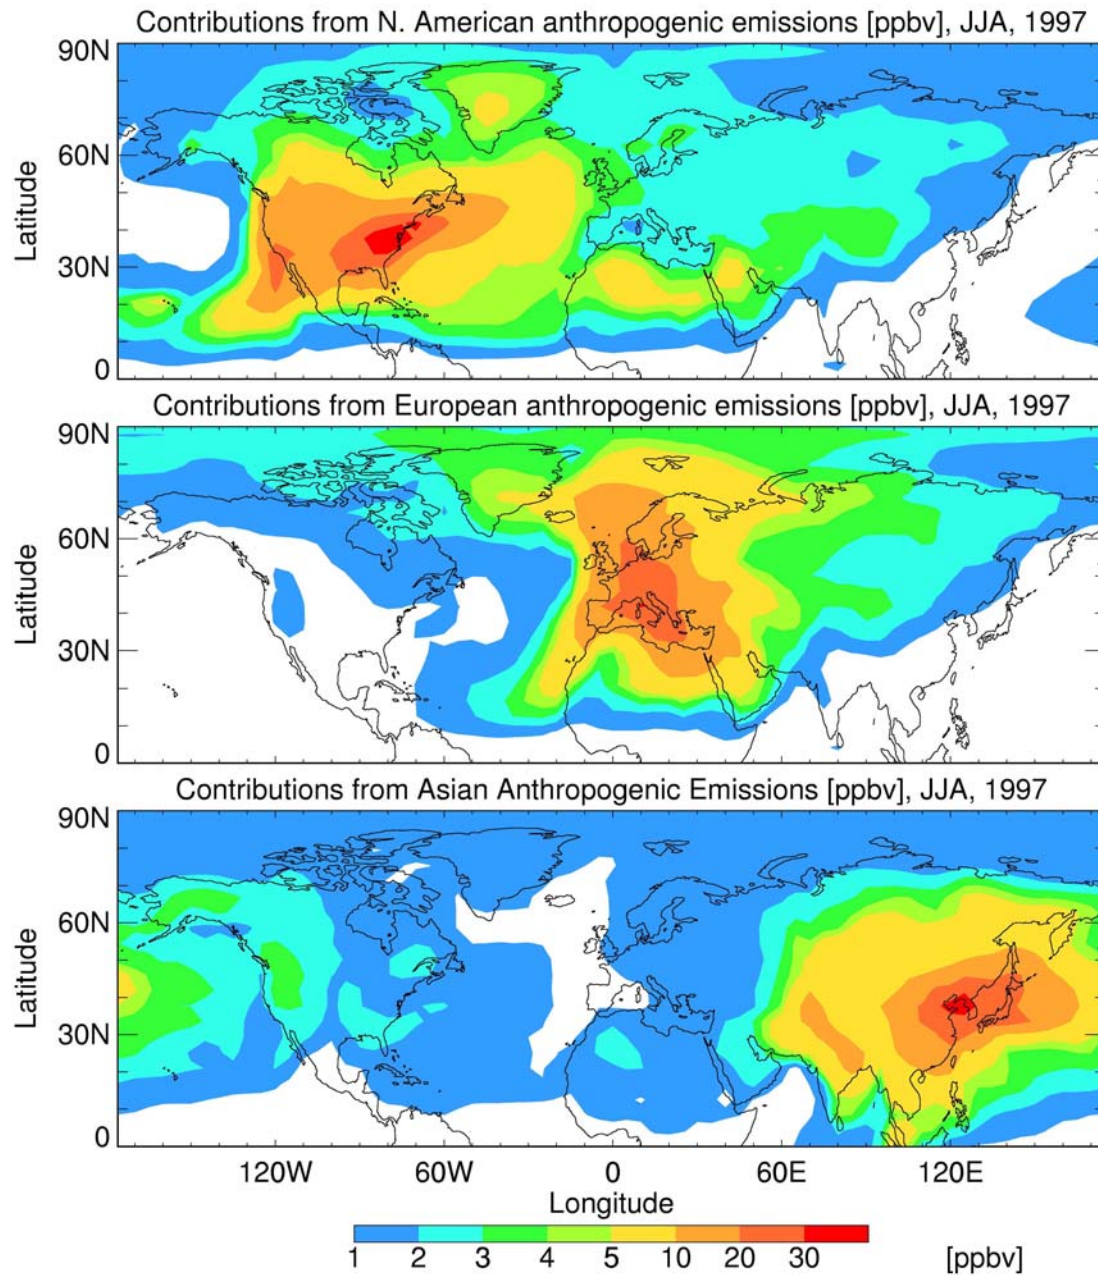 Contributions from N. American anthropogenic emissions [ppbv], JJA, 1997
90N
60N
30N
0
Latitude
Contributions from European anthropogenic emissions [ppbv], JJA, 1997
90N
60N
30N
0
Latitude
Contributions from Asian Anthropogenic Emissions [ppbv], JJA, 1997
90N
60N
30N
0
Latitude
120W 60W 0 60E 120E
Longitude
1 2 3 4 5 10 20 30 [ppbv]